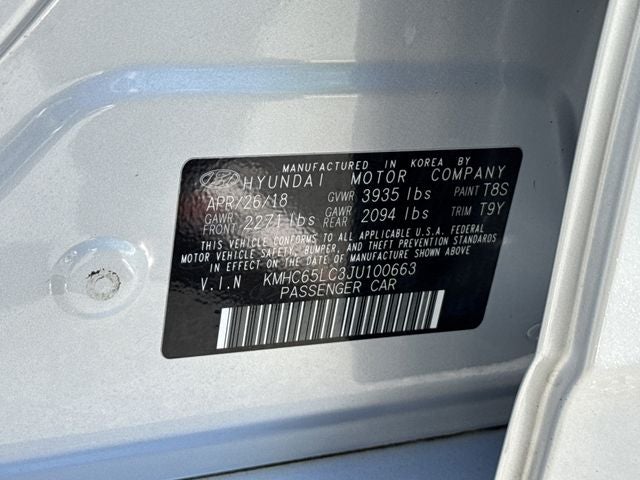 MANUFACTURED IN KOREA BY
HYUNDAI MOTOR COMPANY
APR/26/18 GVWR 3935 lbs PAINT T8S
GAWR FRONT 2271 lbs GAWR REAR 2094 lbs TRIM T9Y
THIS VEHICLE CONFORMS TO ALL APPLICABLE U.S.A. FEDERAL
MOTOR VEHICLE SAFETY, BUMPER, AND THEFT PREVENTION STANDARDS
IN EFFECT ON THE DATE OF MANUFACTURE SHOWN ABOVE.
V.I.N KMHC65LC3JU100663
PASSENGER CAR